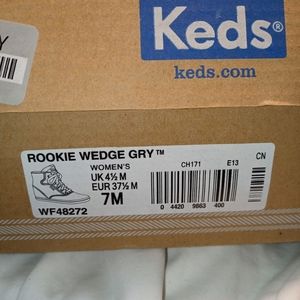 Y
Keds®
keds.com
ROOKIE WEDGE GRY™
WOMEN'S
UK 4½ M
EUR 37½ M
7M
WF48272
CH171 E13 CN
0 4420 9863 400